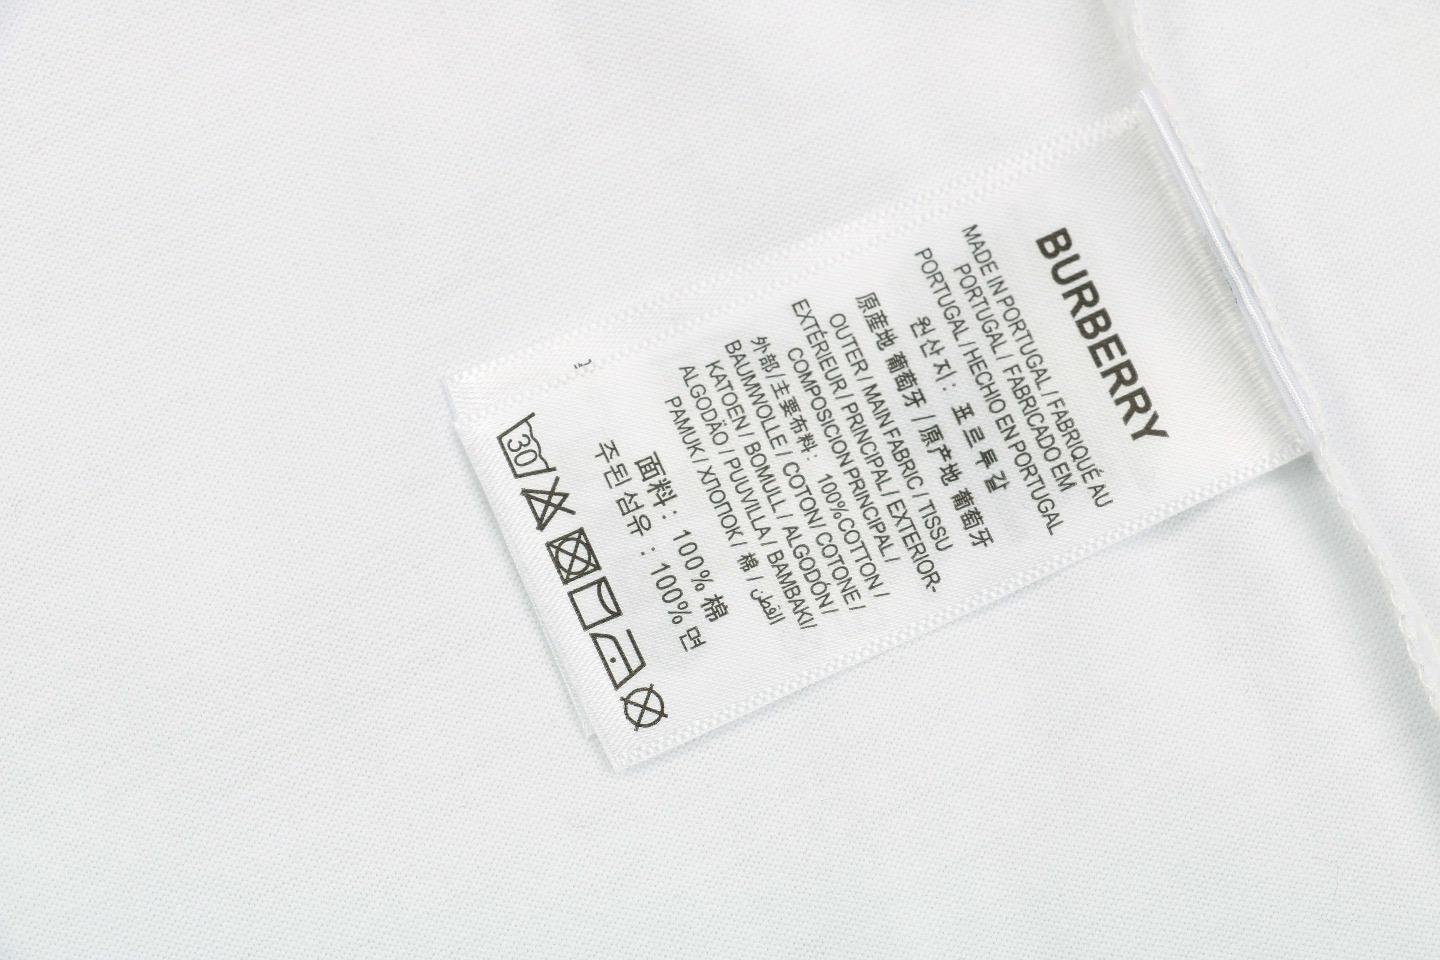 BURBERRY
MADE IN PORTUGAL / FABRIQUÉ AU
PORTUGAL / FABRICADO EM
PORTUGAL / HECHO EN PORTUGAL
원산지: 포르투갈
原産地 葡萄牙 / 原产地 葡萄牙
OUTER / MAIN FABRIC / TISSU
EXTÉRIEUR / PRINCIPAL / EXTERIOR-
COMPOSICION PRINCIPAL /
外部/主要布料: 100%COTTON /
BAUMWOLLE / COTON/ COTONE /
KATOEN / BOMULL / ALGODÓN /
ALGODÃO / PUUVILLA / BAMBAKI/
PAMUK / ХЛОПОК / 棉 / القطن
面料: 100% 棉
주된섬유 : 100% 면
30